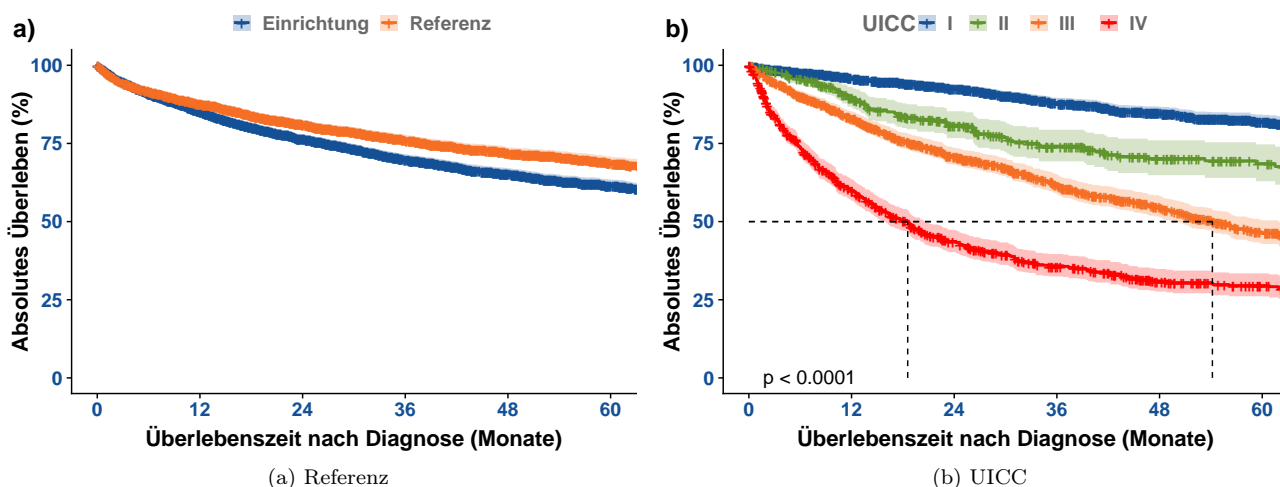 a)
Einrichtung Referenz
100
75
50
25
0
Absolutes Überleben (%)
0 12 24 36 48 60
Überlebenszeit nach Diagnose (Monate)
(a) Referenz
b)
UICC I II III IV
100
75
50
25
0
Absolutes Überleben (%)
p < 0.0001
0 12 24 36 48 60
Überlebenszeit nach Diagnose (Monate)
(b) UICC